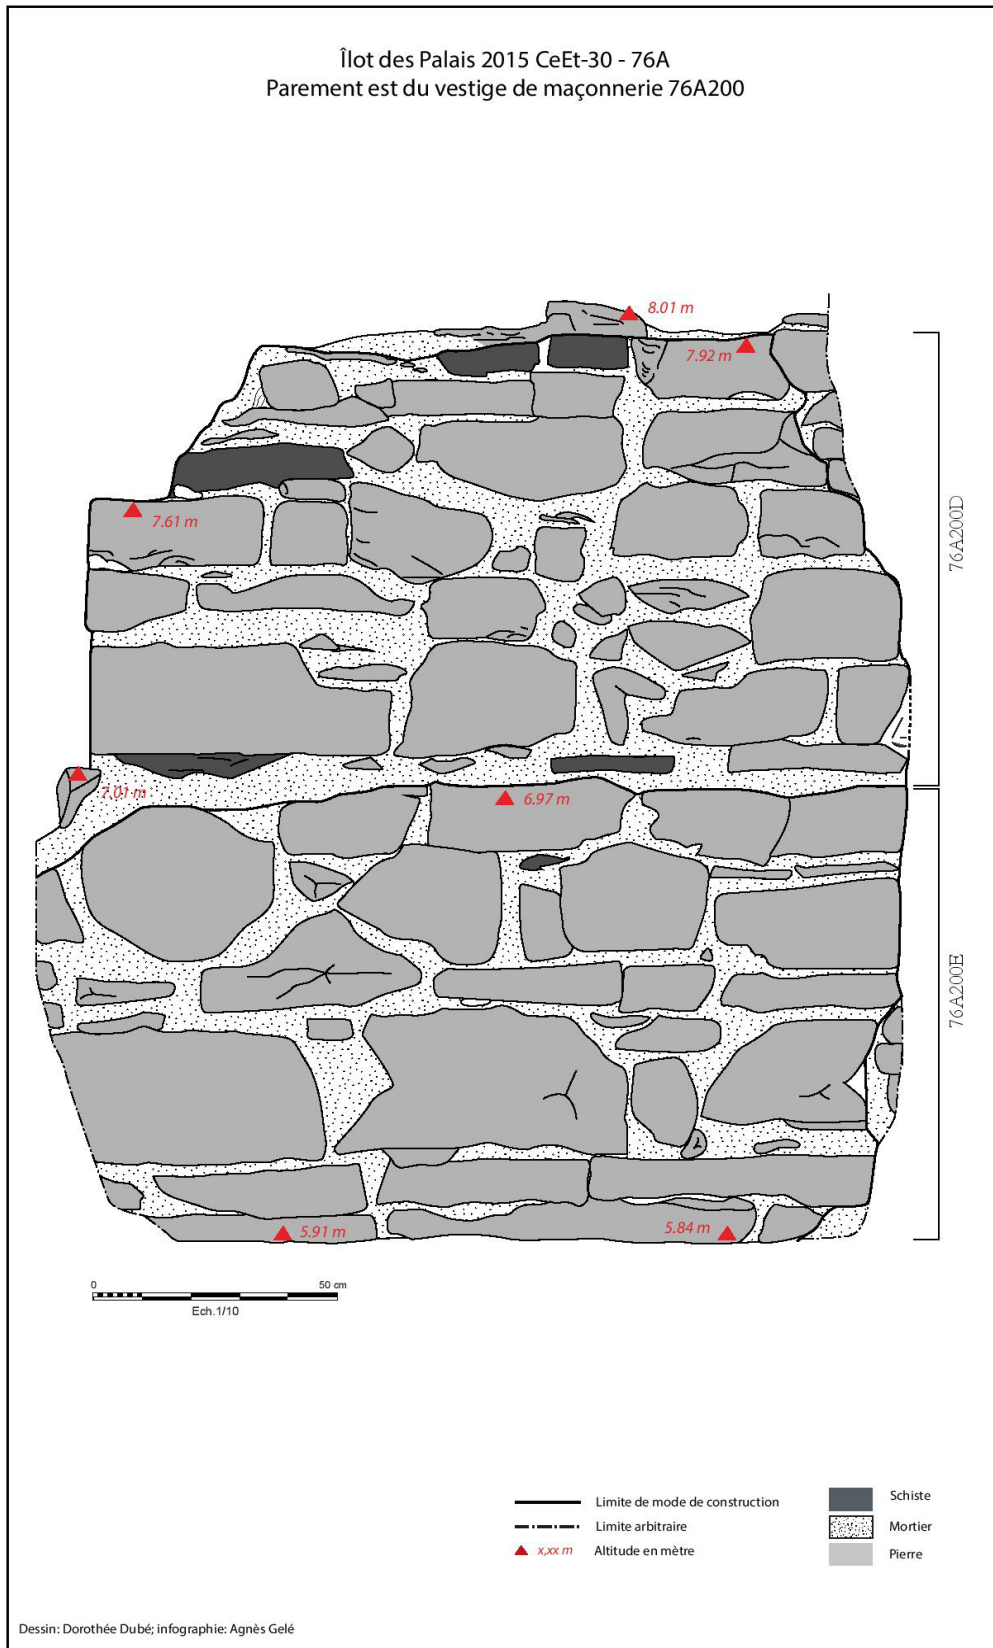 Îlot des Palais 2015 CeEt-30 - 76A
Parement est du vestige de maçonnerie 76A200
8.01 m
7.92 m
7.61 m
76A200D
7.01 m
6.97 m
76A200E
5.91 m
5.84 m
0 50 cm
Ech.1/10
Limite de mode de construction
Limite arbitraire
x,xx m Altitude en mètre
Schiste
Mortier
Pierre
Dessin: Dorothée Dubé; infographie: Agnès Gelé